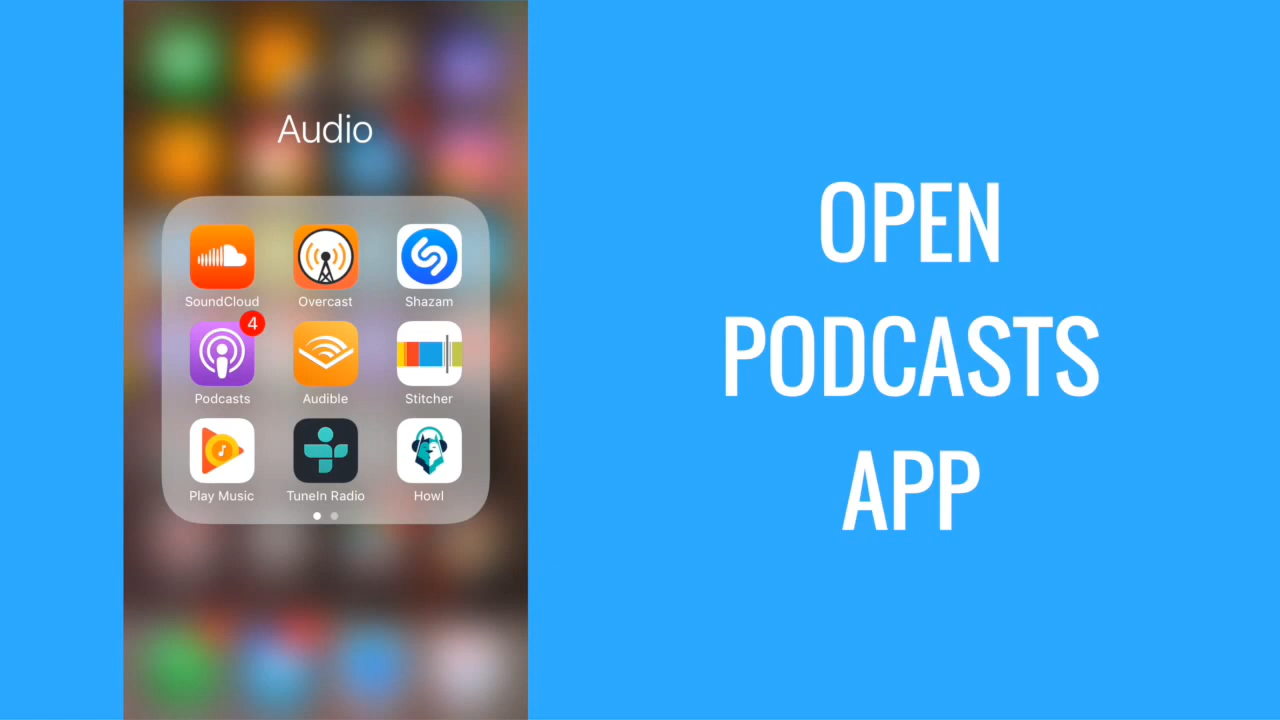 Audio
SoundCloud Overcast Shazam
4
Podcasts Audible Stitcher
Play Music TuneIn Radio Howl
OPEN
PODCASTS
APP